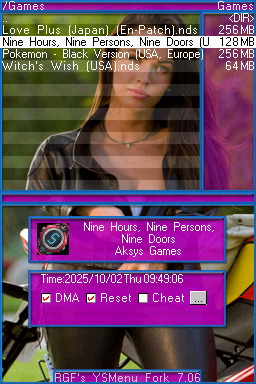 /Games Games
.. <DIR>
Love Plus (Japan) (En-Patch).nds 256MB
Nine Hours, Nine Persons, Nine Doors (U 128MB
Pokemon - Black Version (USA, Europe) 256MB
Witch's Wish (USA).nds 64MB
Nine Hours, Nine Persons,
Nine Doors
Aksys Games
Time:2025/10/02Thu 09:49:06
DMA Reset Cheat ...
RGF's YSMenu Fork 7.06